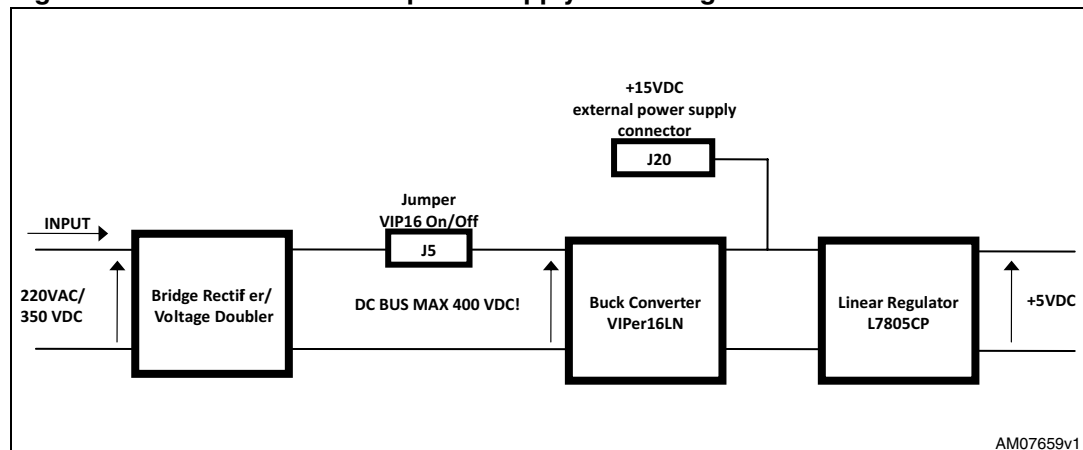 +15VDC
external power supply
connector
J20
Jumper
VIP16 On/Off
J5
INPUT
220VAC/
350 VDC
Bridge Rectif er/
Voltage Doubler
DC BUS MAX 400 VDC!
Buck Converter
VIPer16LN
Linear Regulator
L7805CP
+5VDC
AM07659v1